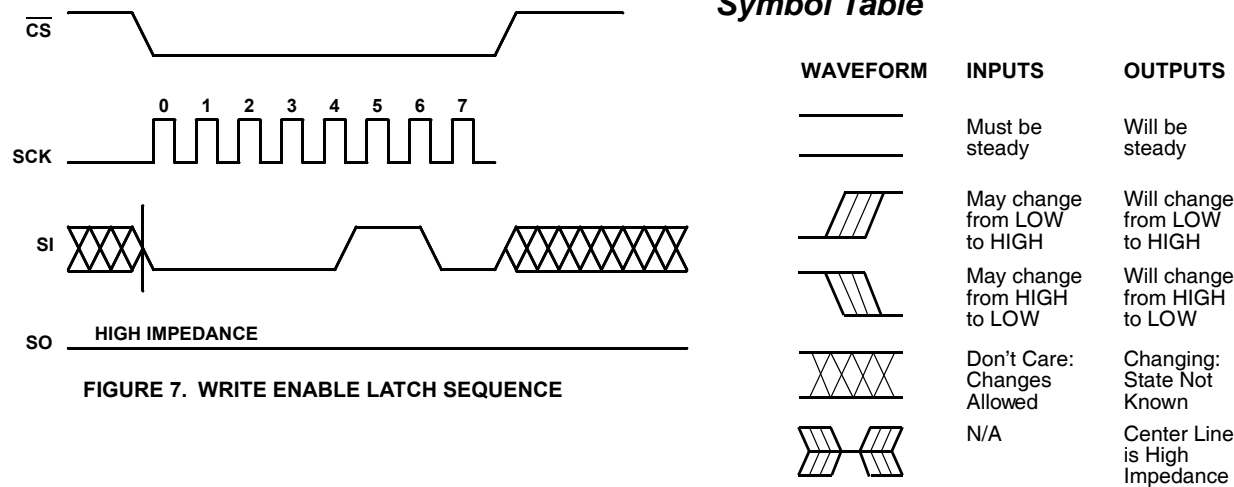 CS
0 1 2 3 4 5 6 7
SCK
SI
HIGH IMPEDANCE
SO
FIGURE 7. WRITE ENABLE LATCH SEQUENCE
Symbol Table
WAVEFORM INPUTS OUTPUTS
Must be
steady
Will be
steady
May change
from LOW
to HIGH
Will change
from LOW
to HIGH
May change
from HIGH
to LOW
Will change
from HIGH
to LOW
Don't Care:
Changes
Allowed
Changing:
State Not
Known
N/A
Center Line
is High
Impedance